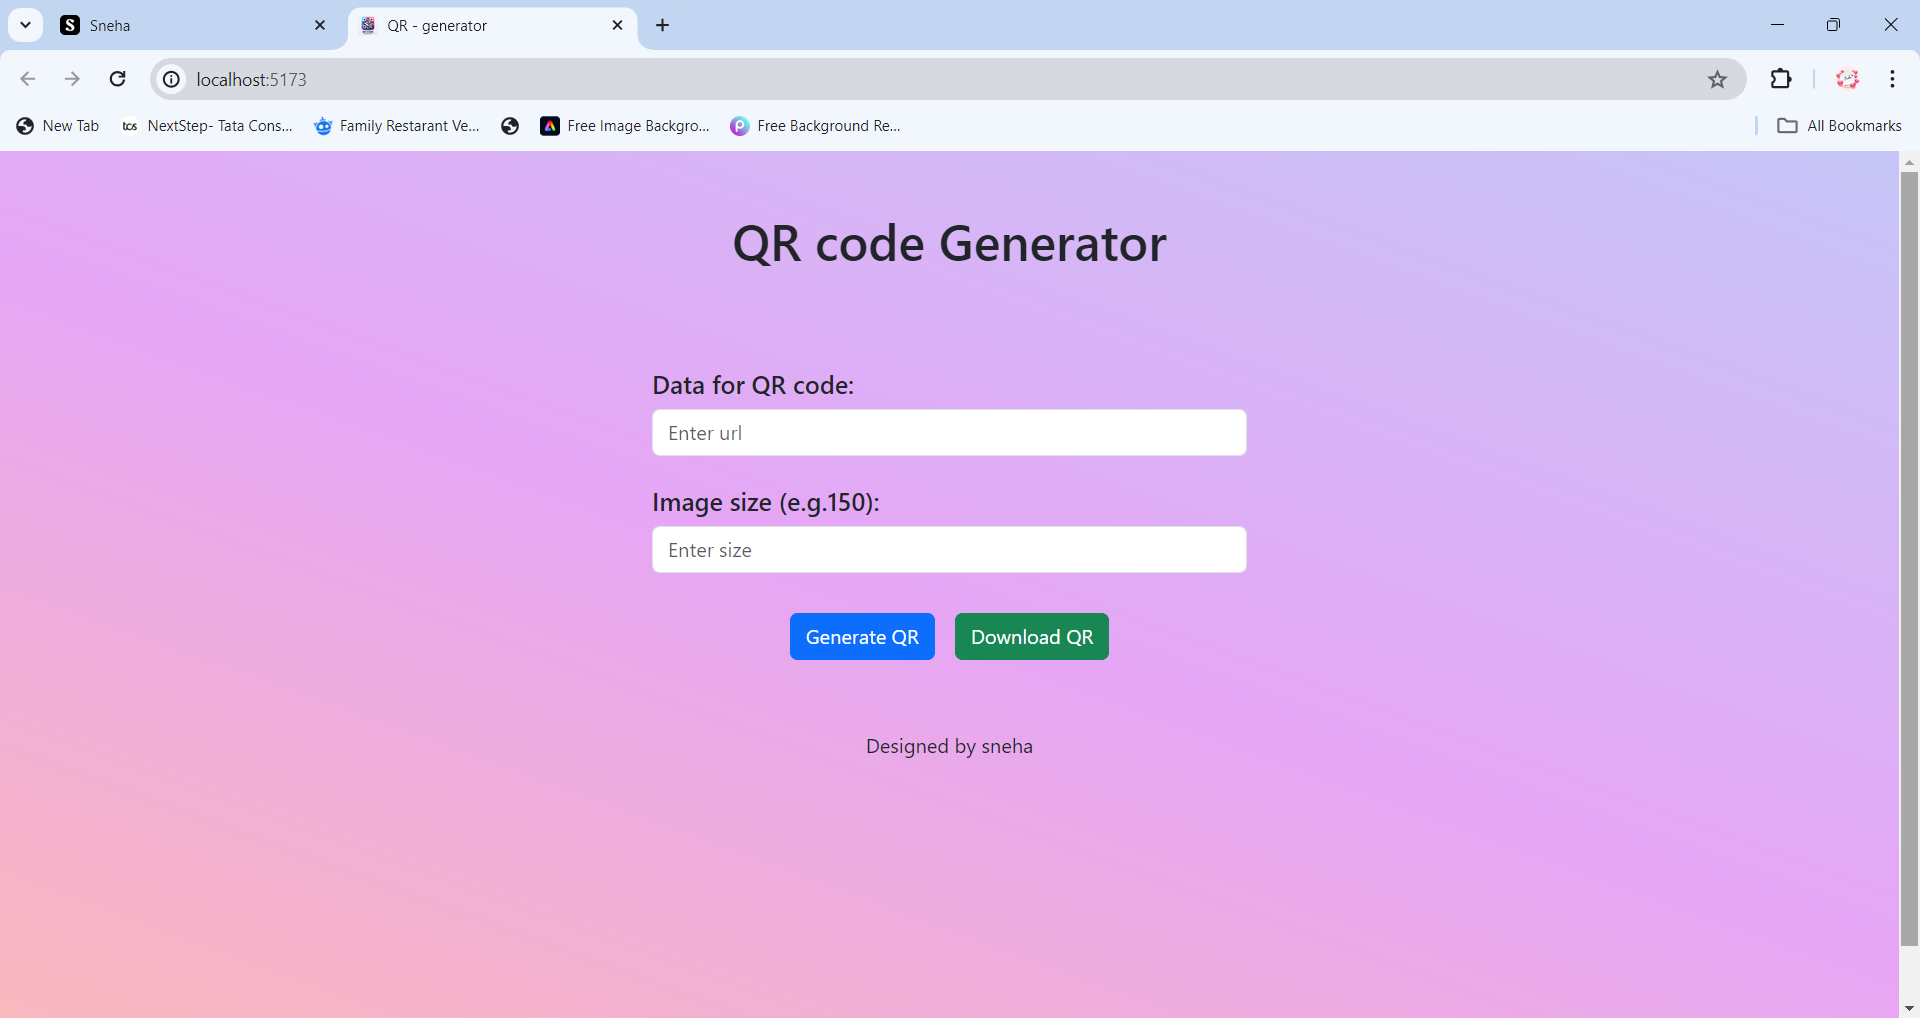 Sneha
QR - generator
localhost:5173
New Tab
tcs NextStep- Tata Cons...
Family Restarant Ve...
Free Image Backgro...
Free Background Re...
All Bookmarks
QR code Generator
Data for QR code:
Enter url
Image size (e.g.150):
Enter size
Generate QR
Download QR
Designed by sneha